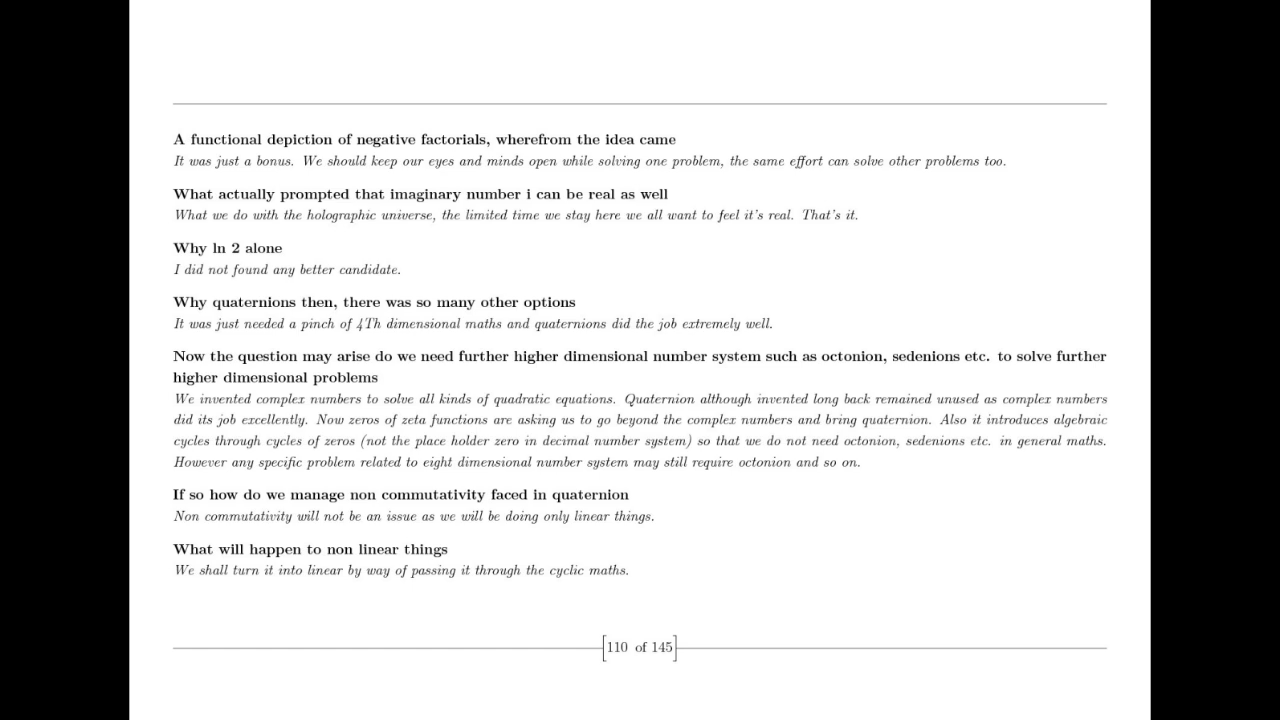 A functional depiction of negative factorials, wherefrom the idea came
It was just a bonus. We should keep our eyes and minds open while solving one problem, the same effort can solve other problems too.
What actually prompted that imaginary number i can be real as well
What we do with the holographic universe, the limited time we stay here we all want to feel it's real. That's it.
Why ln 2 alone
I did not found any better candidate.
Why quaternions then, there was so many other options
It was just needed a pinch of 4Th dimensional maths and quaternions did the job extremely well.
Now the question may arise do we need further higher dimensional number system such as octonion, sedenions etc. to solve further
higher dimensional problems
We invented complex numbers to solve all kinds of quadratic equations. Quaternion although invented long back remained unused as complex numbers
did its job excellently. Now zeros of zeta functions are asking us to go beyond the complex numbers and bring quaternion. Also it introduces algebraic
cycles through cycles of zeros (not the place holder zero in decimal number system) so that we do not need octonion, sedenions etc. in general maths.
However any specific problem related to eight dimensional number system may still require octonion and so on.
If so how do we manage non commutativity faced in quaternion
Non commutativity will not be an issue as we will be doing only linear things.
What will happen to non linear things
We shall turn it into linear by way of passing it through the cyclic maths.
[110 of 145]